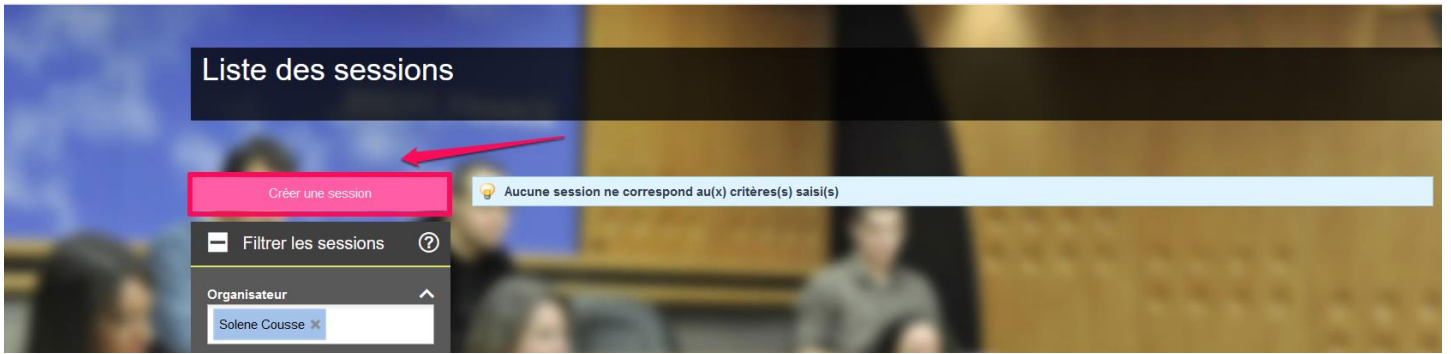 Liste des sessions
Créer une session
Aucune session ne correspond au(x) critères(s) saisi(s)
Filtrer les sessions
Organisateur
Solene Cousse